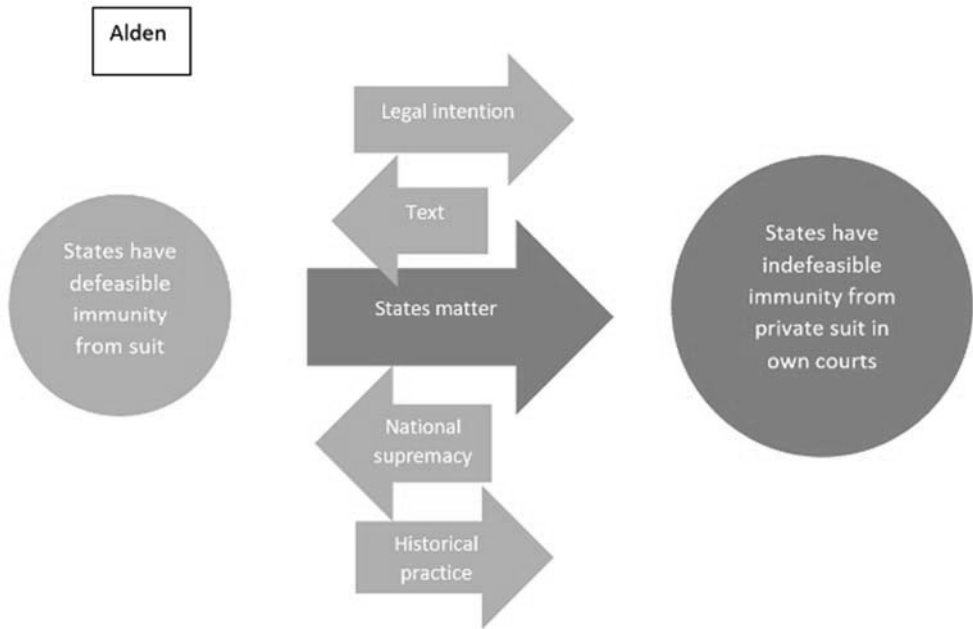 Alden
Legal intention
Text
States matter
National
supremacy
Historical
practice
States have
defeasible
immunity
from suit
States have
indefeasible
immunity from
private suit in
own courts